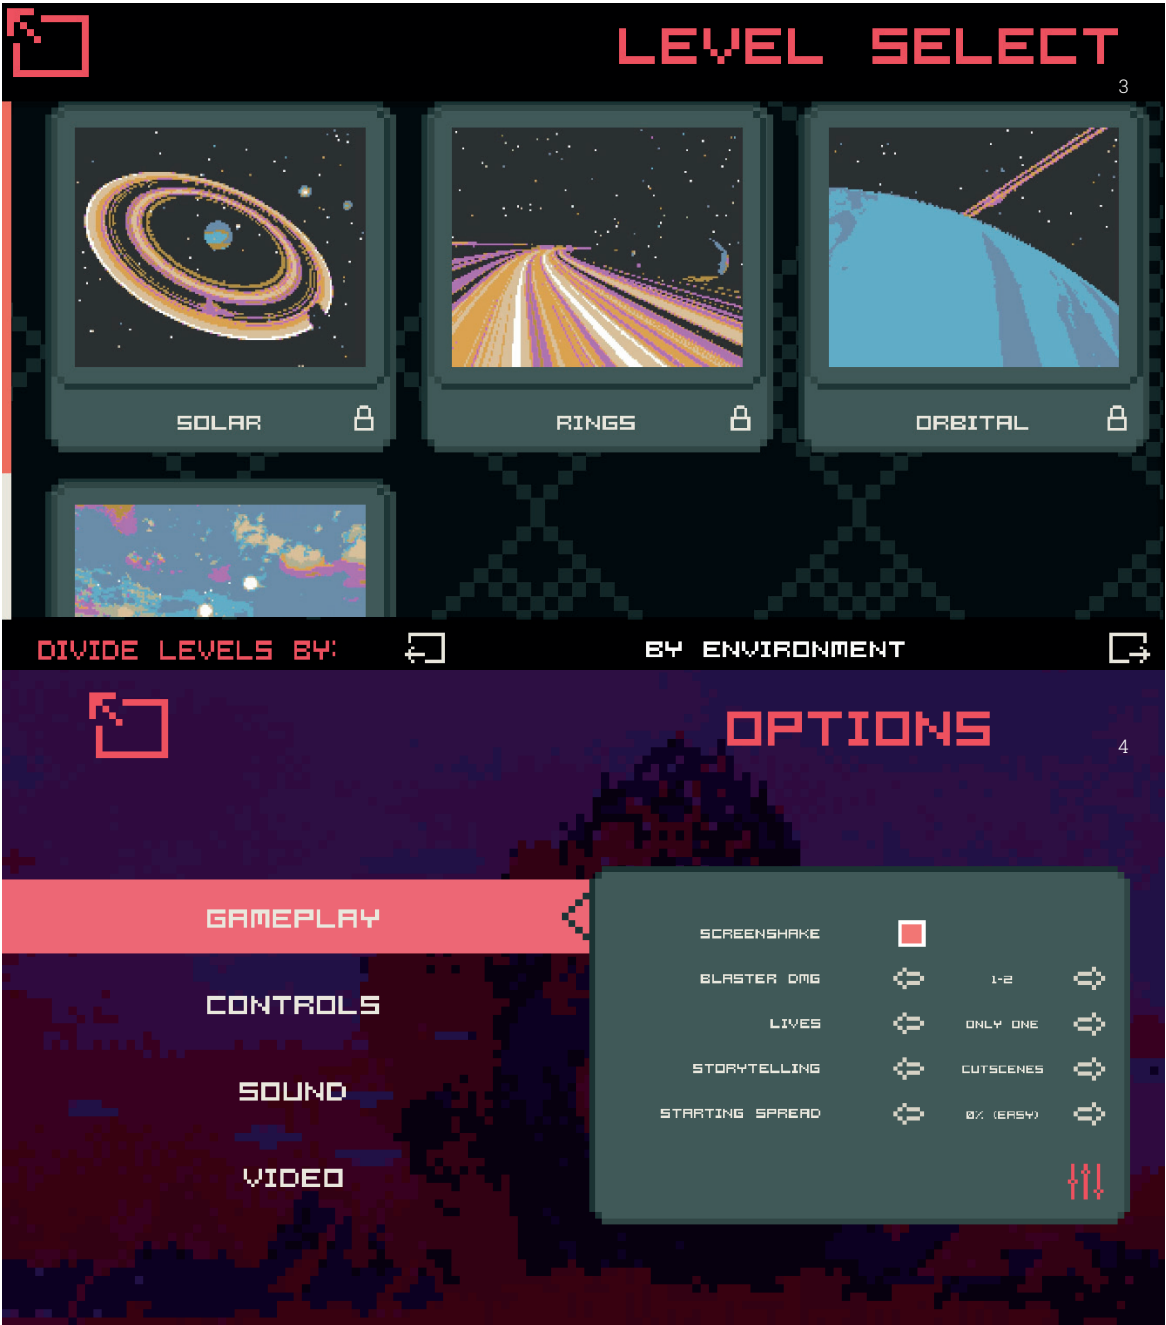 LEVEL SELECT
3
SOLAR
RINGS
ORBITAL
DIVIDE LEVELS BY:
BY ENVIRONMENT
OPTIONS
4
GAMEPLAY
CONTROLS
SOUND
VIDEO
SCREENSHAKE
BLASTER DMG 1-2
LIVES ONLY ONE
STORYTELLING CUTSCENES
STARTING SPREAD 0% (EASY)